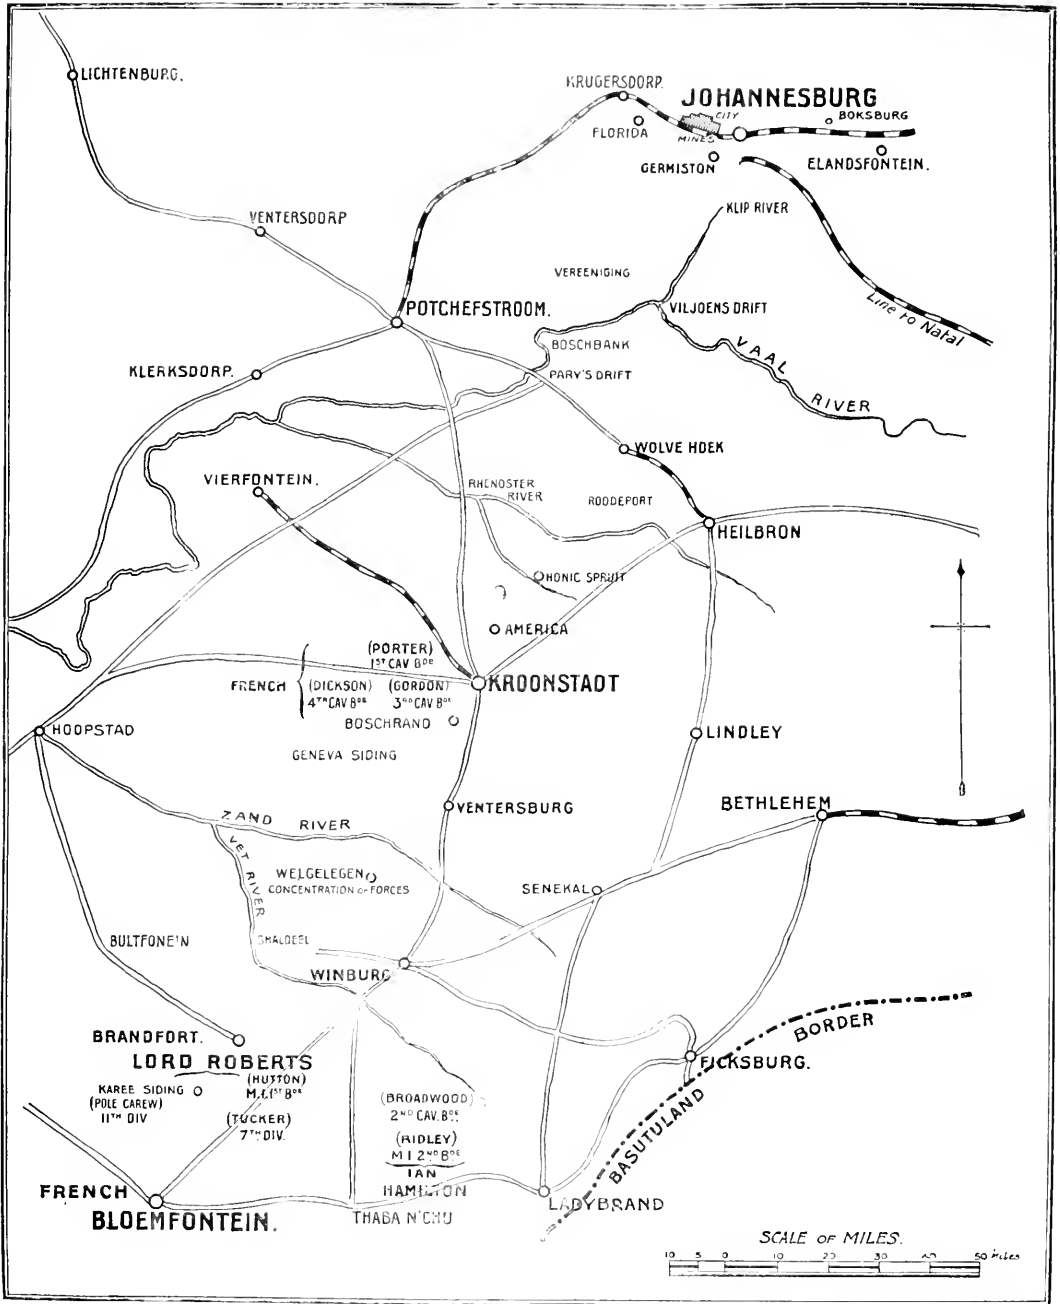 LICHTENBURG.
KRUGERSDORP.
JOHANNESBURG
CITY
BOKSBURG
FLORIDA
MINES
GERMISTON
ELANDSFONTEIN.
VENTERSDORP
KLIP RIVER
VEREENIGING
POTCHEFSTROOM.
VILJOENS DRIFT
Line to Natal
BOSCHBANK
VAAL
RIVER
KLERKSDORP.
PARY'S DRIFT
WOLVE HOEK
VIERFONTEIN.
RHENOSTER
RIVER
ROODEPORT
HEILBRON
HONIC SPRUIT
AMERICA
(PORTER)
1ST CAV BDE
FRENCH
(DICKSON) (GORDON)
4TH CAV BDE 3RD CAV BDE
KROONSTADT
BOSCHRAND
HOOPSTAD
LINDLEY
GENEVA SIDING
VENTERSBURG
BETHLEHEM
ZAND RIVER
VET RIVER
WELGELEGEN
CONCENTRATION OF FORCES
SENEKAL
BULTFONE'N
SMALDEEL
WINBURG
BRANDFORT.
LORD ROBERTS
BORDER
FICKSBURG.
KAREE SIDING
(POLE CAREW)
11TH DIV
(HUTTON)
M.I. 1ST BDE
(TUCKER)
7TH DIV.
(BROADWOOD)
2ND CAV. BDE
(RIDLEY)
M I 2ND BDE
IAN
HAMILTON
BASUTULAND
FRENCH
BLOEMFONTEIN.
THABA N'CHU
LADYBRAND
SCALE OF MILES.
10 5 0 10 20 30 40 50 miles